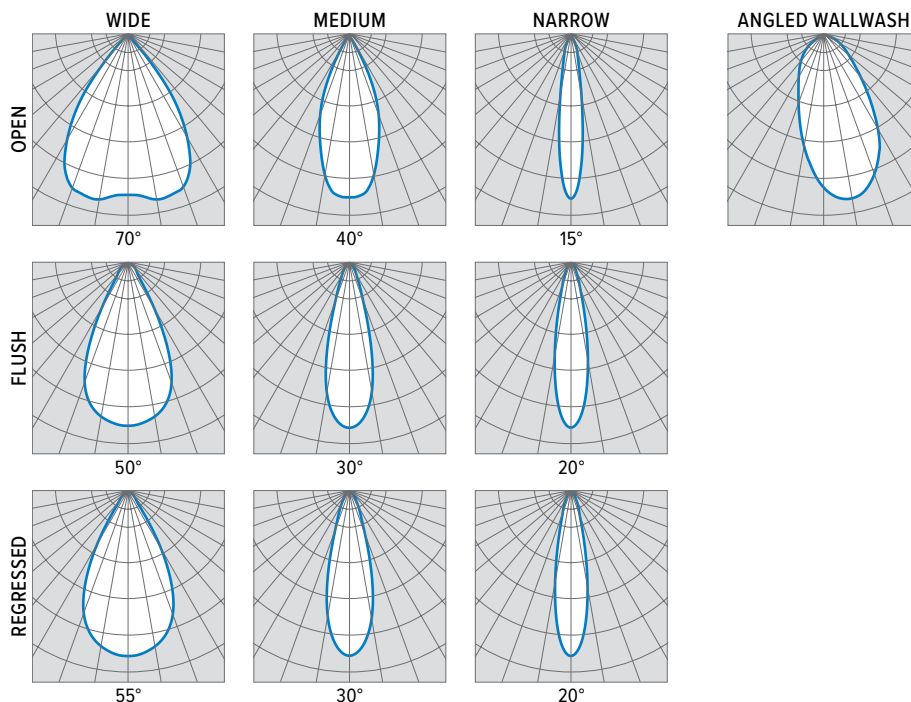 WIDE
MEDIUM
NARROW
ANGLED WALLWASH
OPEN
70°
40°
15°
FLUSH
50°
30°
20°
REGRESSED
55°
30°
20°